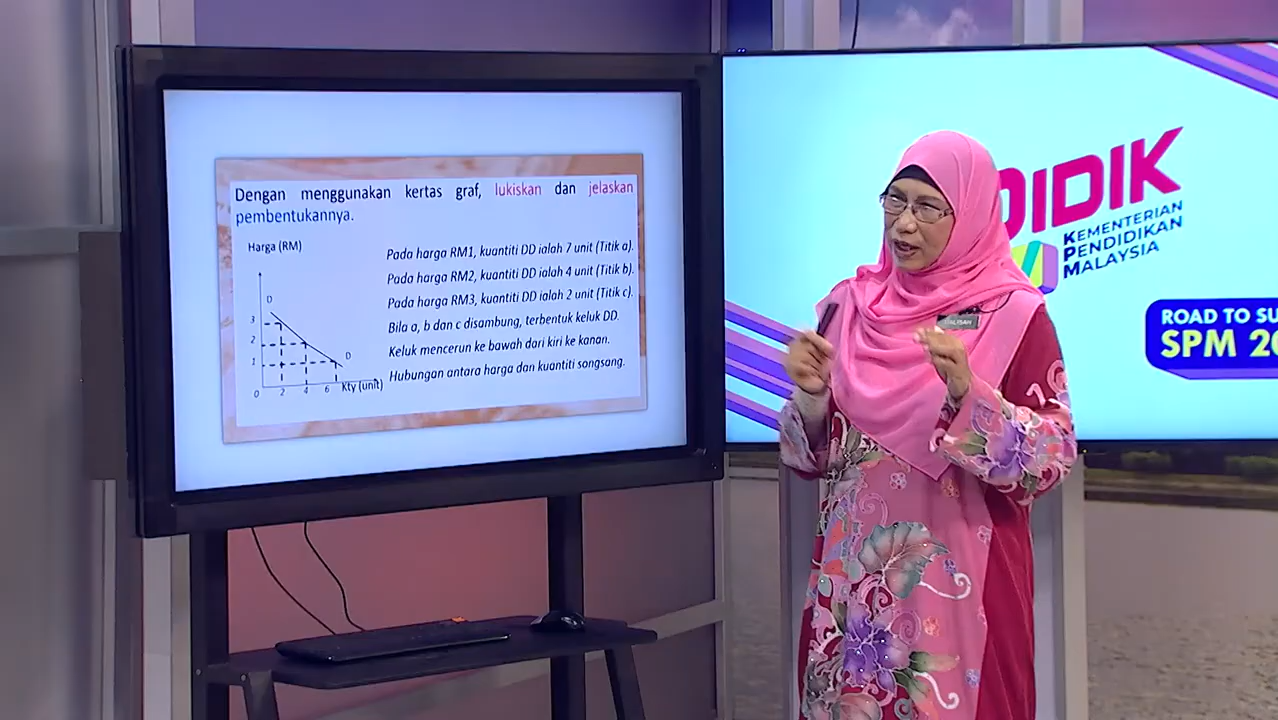 Dengan menggunakan kertas graf, lukiskan dan jelaskan
pembentukannya.
Harga (RM)
D
3
2
1
D
0
2
4
6
Kty (unit)
Pada harga RM1, kuantiti DD ialah 7 unit (Titik a).
Pada harga RM2, kuantiti DD ialah 4 unit (Titik b).
Pada harga RM3, kuantiti DD ialah 2 unit (Titik c).
Bila a, b dan c disambung, terbentuk keluk DD.
Keluk mencerun ke bawah dari kiri ke kanan.
Hubungan antara harga dan kuantiti songsang.
DIDIK
KEMENTERIAN
PENDIDIKAN
MALAYSIA
ROAD TO SU
SPM 20